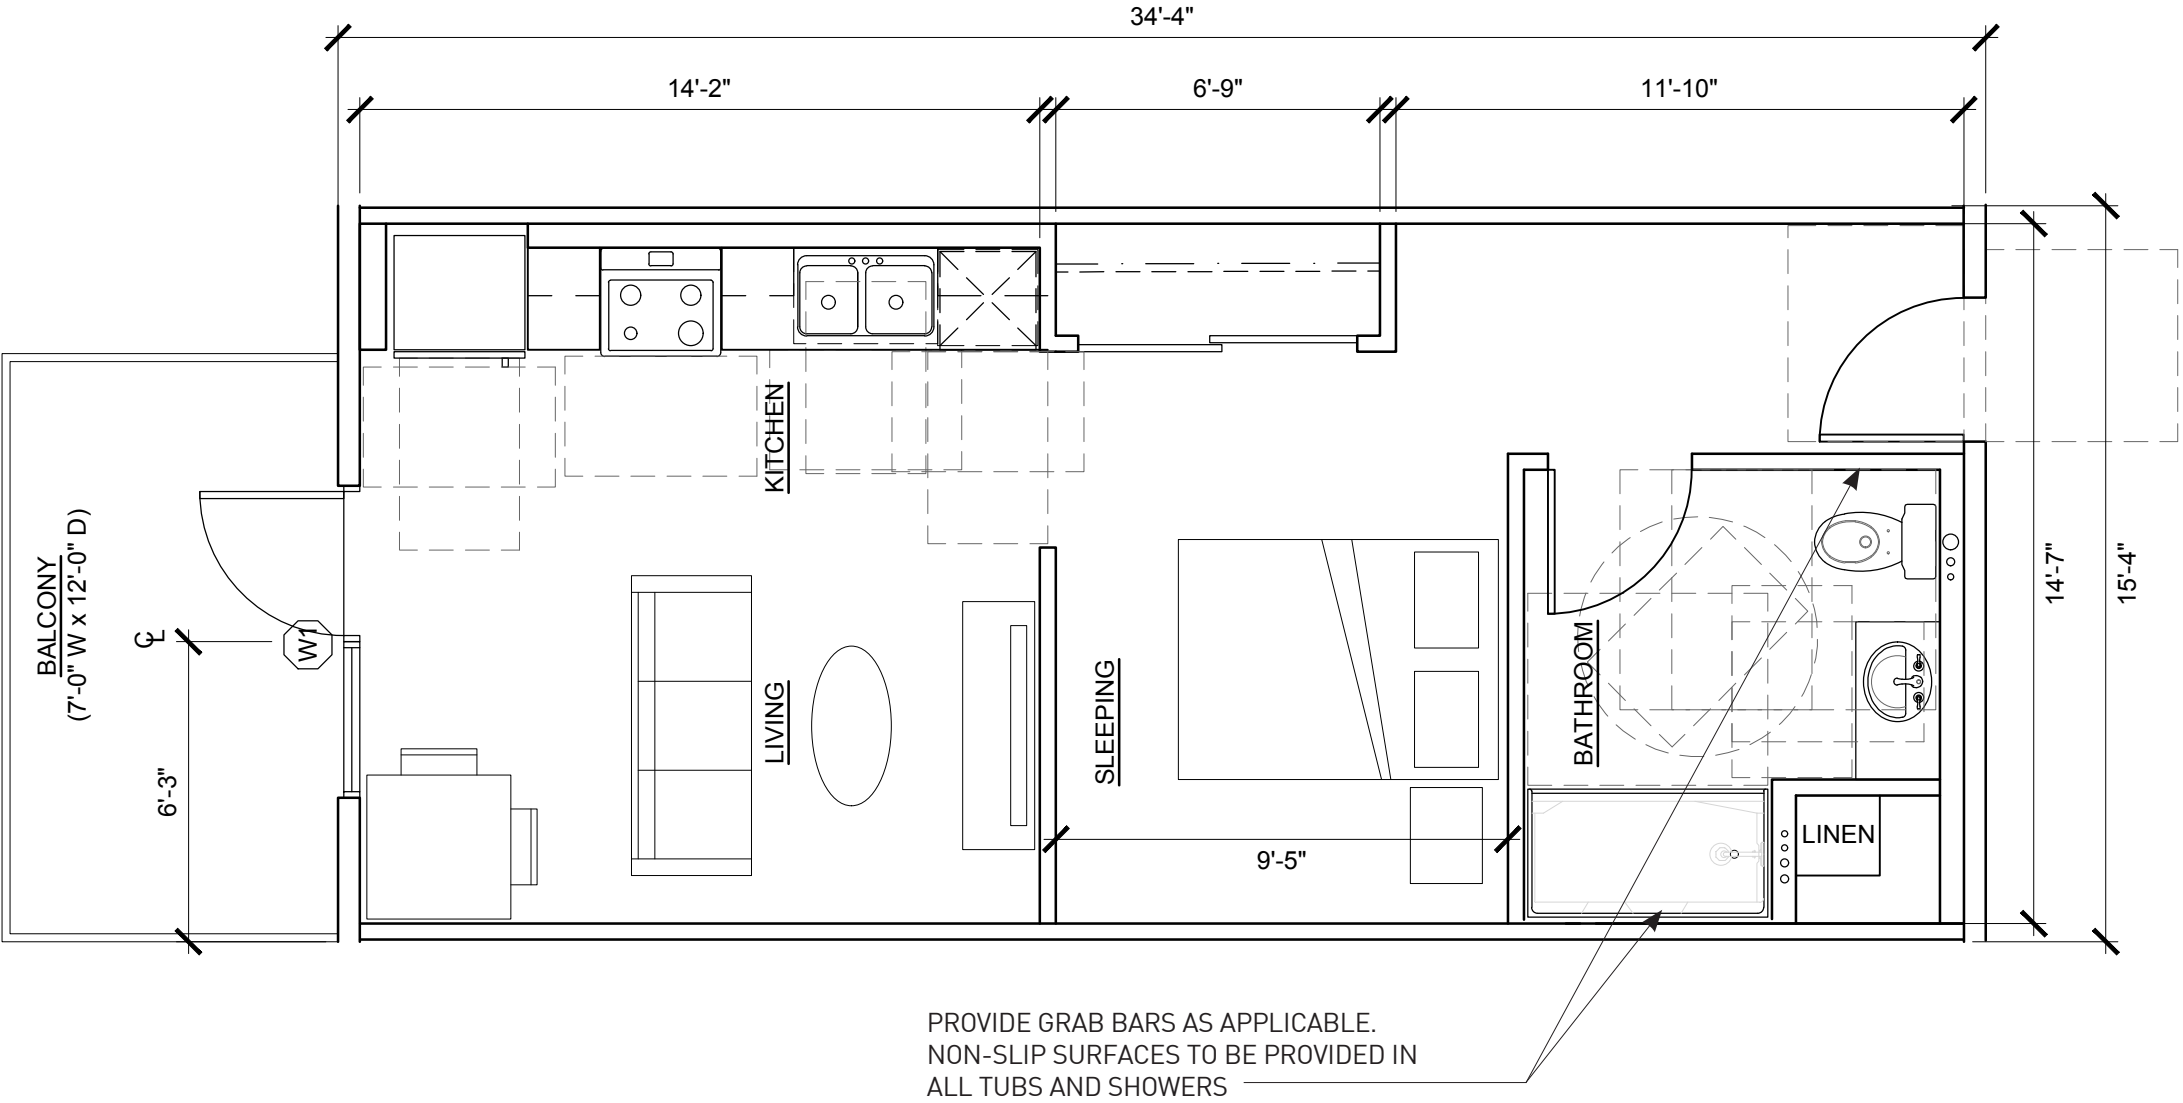 34'-4"
14'-2"
6'-9"
11'-10"
KITCHEN
BALCONY
(7'-0" W x 12'-0" D)
CL
W1
6'-3"
LIVING
SLEEPING
9'-5"
BATHROOM
LINEN
14'-7"
15'-4"
PROVIDE GRAB BARS AS APPLICABLE.
NON-SLIP SURFACES TO BE PROVIDED IN
ALL TUBS AND SHOWERS